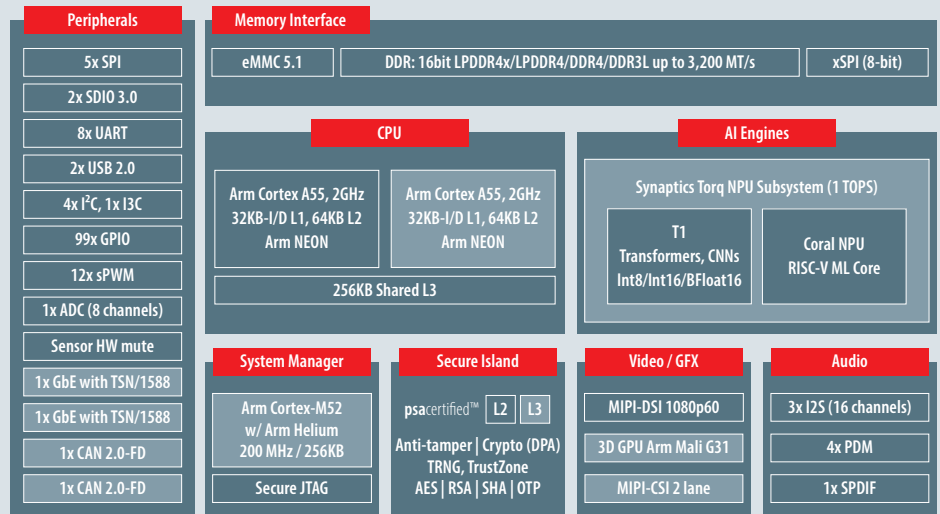 Peripherals
5x SPI
2x SDIO 3.0
8x UART
2x USB 2.0
4x I²C, 1x I3C
99x GPIO
12x sPWM
1x ADC (8 channels)
Sensor HW mute
1x GbE with TSN/1588
1x GbE with TSN/1588
1x CAN 2.0-FD
1x CAN 2.0-FD
Memory Interface
eMMC 5.1
DDR: 16bit LPDDR4x/LPDDR4/DDR4/DDR3L up to 3,200 MT/s
xSPI (8-bit)
CPU
Arm Cortex A55, 2GHz
32KB-I/D L1, 64KB L2
Arm NEON
Arm Cortex A55, 2GHz
32KB-I/D L1, 64KB L2
Arm NEON
256KB Shared L3
AI Engines
Synaptics Torq NPU Subsystem (1 TOPS)
T1
Transformers, CNNs
Int8/Int16/BFloat16
Coral NPU
RISC-V ML Core
System Manager
Arm Cortex-M52
w/ Arm Helium
200 MHz / 256KB
Secure JTAG
Secure Island
psacertified™ L2 L3
Anti-tamper | Crypto (DPA)
TRNG, TrustZone
AES | RSA | SHA | OTP
Video / GFX
MIPI-DSI 1080p60
3D GPU Arm Mali G31
MIPI-CSI 2 lane
Audio
3x I2S (16 channels)
4x PDM
1x SPDIF